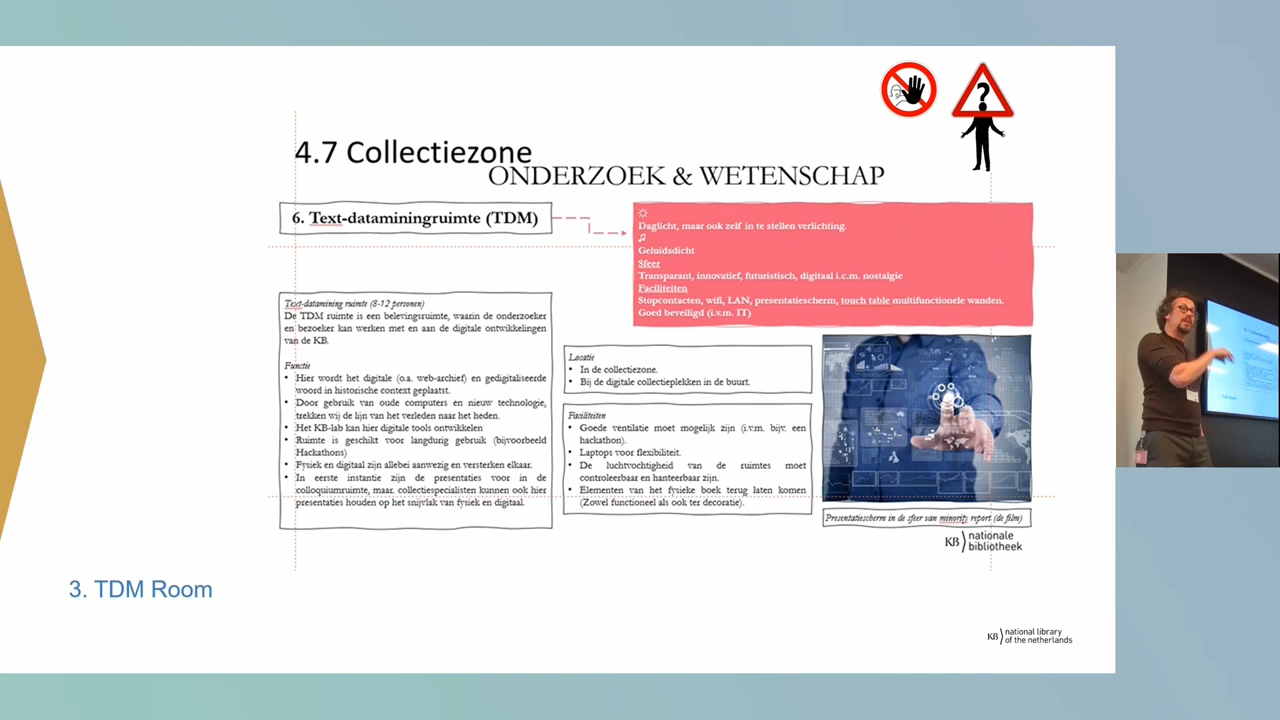 4.7 Collectiezone
ONDERZOEK & WETENSCHAP
6. Text-dataminingruimte (TDM)
Daglicht, maar ook zelf in te stellen verlichting.
Geluidsdicht
Sfeer
Transparant, innovatief, futuristisch, digitaal i.c.m. nostalgie
Faciliteiten
Stopcontacten, wifi, LAN, presentatiescherm, touch table multifunctionele wanden.
Goed beveiligd (i.v.m. IT)
Text-datamining ruimte (8-12 personen)
De TDM ruimte is een belevingsruimte, waarin de onderzoeker
en bezoeker kan werken met en aan de digitale ontwikkelingen
van de KB.
Functie
• Hier wordt het digitale (o.a. web-archief) en gedigitaliseerde
woord in historische context geplaatst.
• Door gebruik van oude computers en nieuw technologie,
trekken wij de lijn van het verleden naar het heden.
• Het KB-lab kan hier digitale tools ontwikkelen
• Ruimte is geschikt voor langdurig gebruik (bijvoorbeeld
Hackathons)
• Fysiek en digitaal zijn allebei aanwezig en versterken elkaar.
• In eerste instantie zijn de presentaties voor in de
colloquiumruimte, maar collectiespecialisten kunnen ook hier
presentaties houden op het snijvlak van fysiek en digitaal.
Locatie
• In de collectiezone.
• Bij de digitale collectieplekken in de buurt.
Faciliteiten
• Goede ventilatie moet mogelijk zijn (i.v.m. bijv. een
hackathon).
• Laptops voor flexibiliteit.
• De luchtvochtigheid van de ruimtes moet
controleerbaar en hanteerbaar zijn.
• Elementen van het fysieke boek terug laten komen
(Zowel functioneel als ook ter decoratie).
Presentatiescherm in de sfeer van minority report (de film)
KB nationale
bibliotheek
3. TDM Room
KB national library
of the netherlands
?